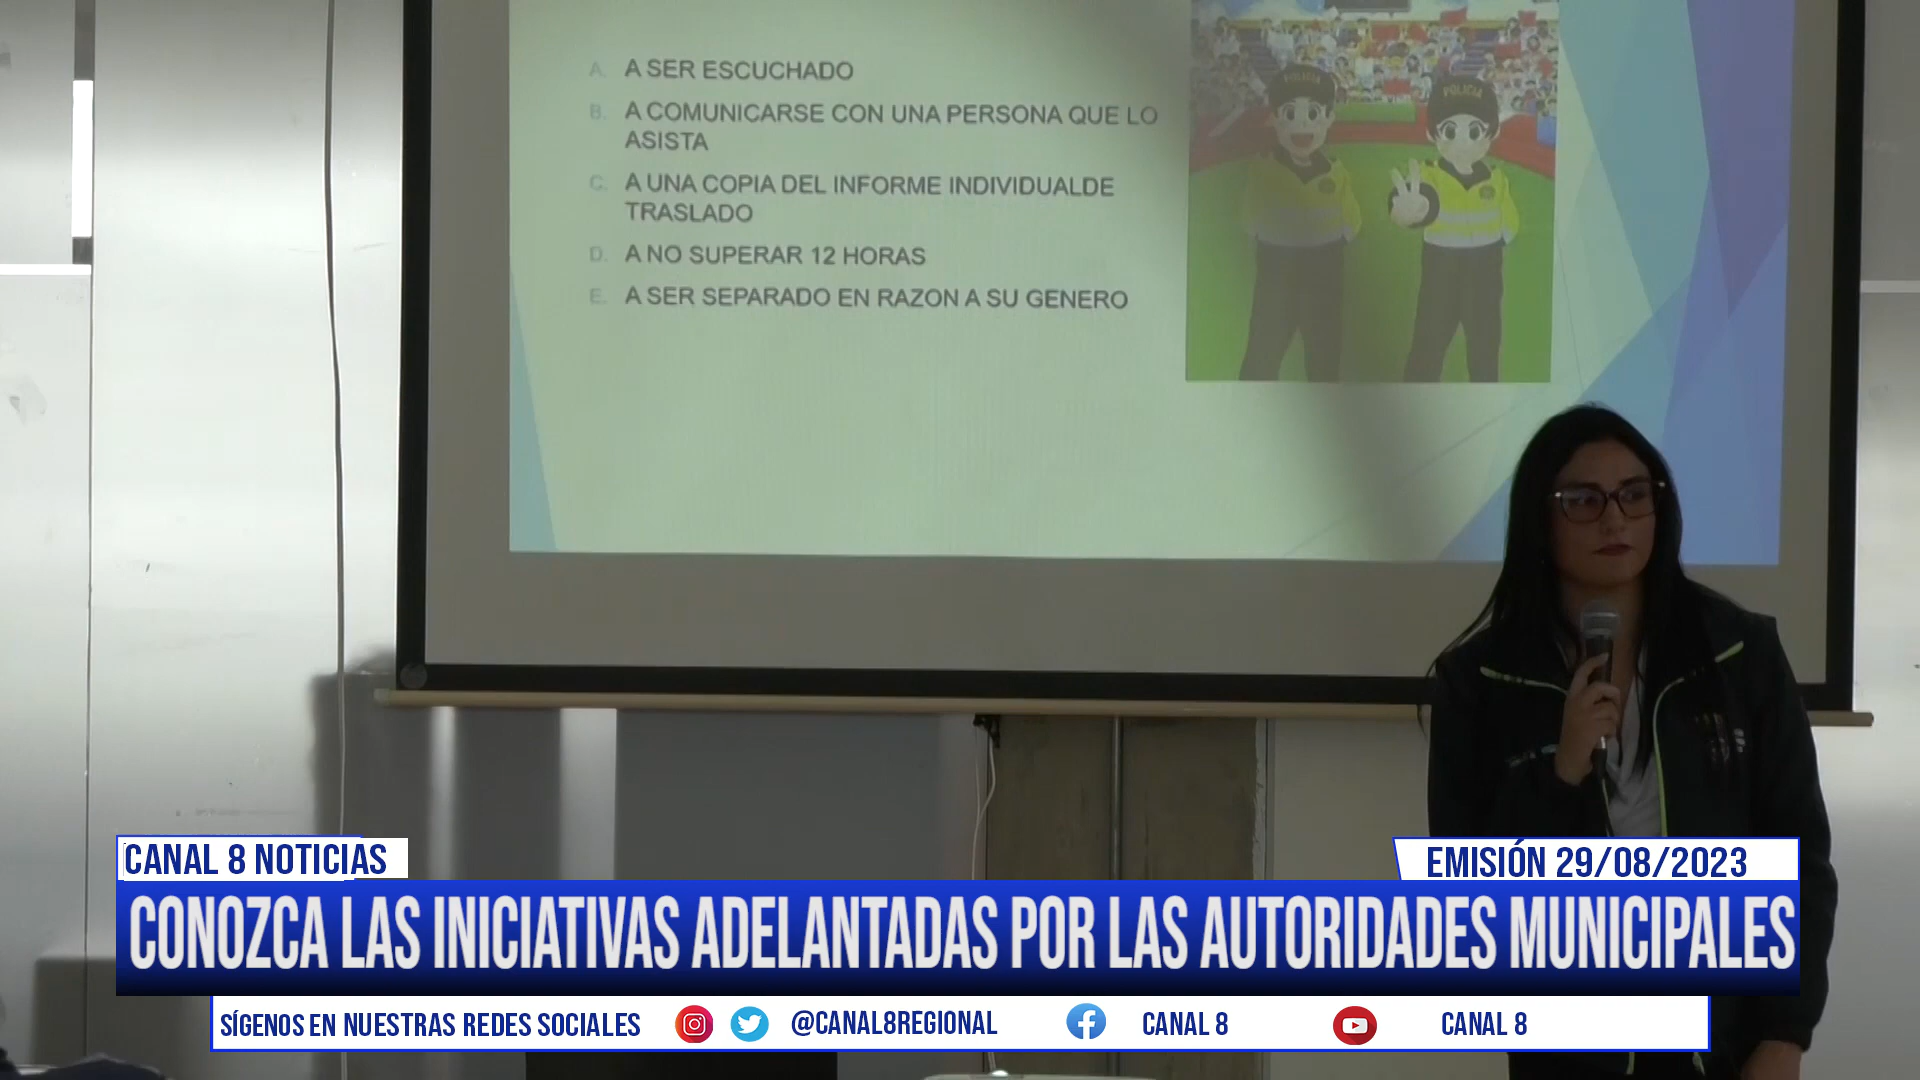 A. A SER ESCUCHADO
B. A COMUNICARSE CON UNA PERSONA QUE LO
ASISTA
C. A UNA COPIA DEL INFORME INDIVIDUALDE
TRASLADO
D. A NO SUPERAR 12 HORAS
E. A SER SEPARADO EN RAZON A SU GENERO
POLICIA
POLICIA
CANAL 8 NOTICIAS
EMISIÓN 29/08/2023
CONOZCA LAS INICIATIVAS ADELANTADAS POR LAS AUTORIDADES MUNICIPALES
SÍGENOS EN NUESTRAS REDES SOCIALES @CANAL8REGIONAL CANAL 8 CANAL 8